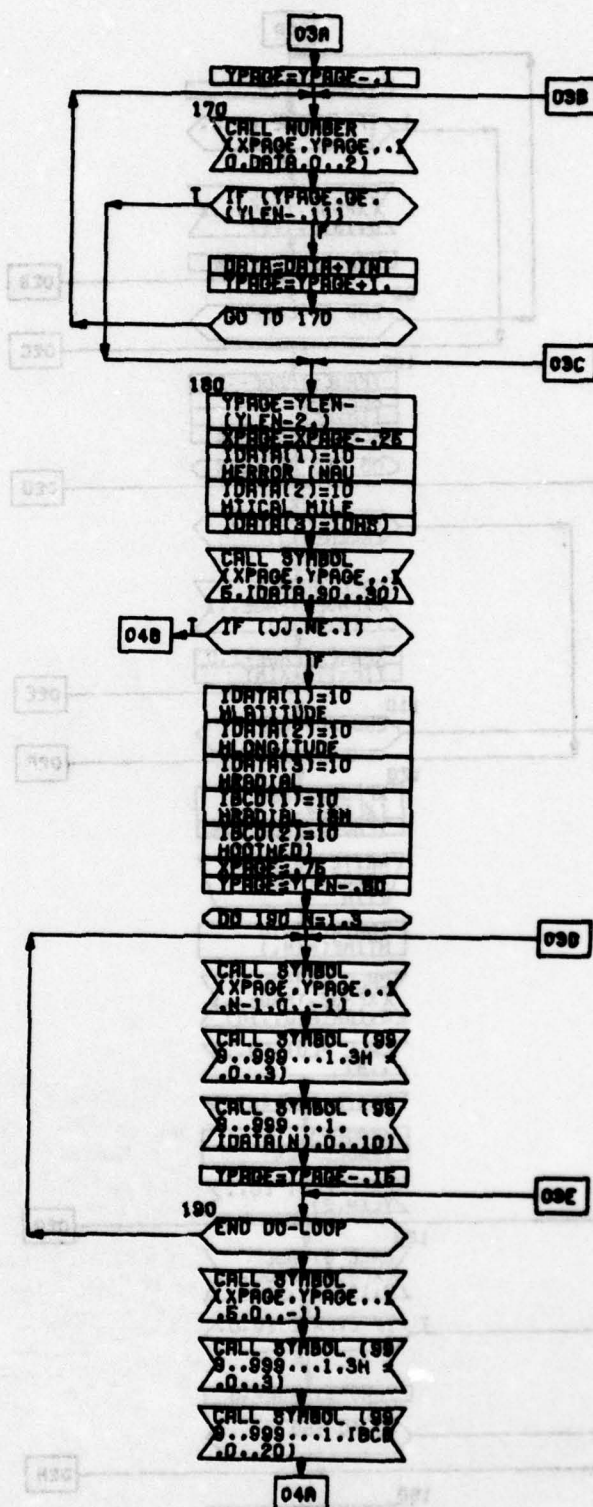 03A
YPAGE=YPAGE-.1
03B
170
CALL NUMBER
(XPAGE.YPAGE..1
0.DATA.0..2)
T
IF (YPAGE.GE.
(YLEN-.1))
F
DATA=DATA+YINT
YPAGE=YPAGE+1.
GO TO 170
03C
180
YPAGE=YLEN-
(YLEN-2.)
XPAGE=XPAGE-.25
IDATA(1)=10
HERROR (NAU
IDATA(2)=10
HTICAL MILE
IDATA(3)=10HS)
CALL SYMBOL
(XPAGE.YPAGE..1
5.IDATA.90..30)
04B
T
IF (JJ.NE.1)
F
IDATA(1)=10
HLATITUDE
IDATA(2)=10
HLONGITUDE
IDATA(3)=10
HRADIAL
IBCD(1)=10
HRADIAL (SM
IBCD(2)=10
HOOTHED)
XPAGE=.75
YPAGE=YLEN-.50
DO 190 N=1.3
03D
CALL SYMBOL
(XPAGE.YPAGE..1
.N-1.0..-1)
CALL SYMBOL (99
9..999...1.3H =
.0..3)
CALL SYMBOL (99
9..999...1.
IDATA(N).0..10)
YPAGE=YPAGE-.15
03E
190
END DO-LOOP
CALL SYMBOL
(XPAGE.YPAGE..1
.5.0..-1)
CALL SYMBOL (99
9..999...1.3H =
.0..3)
CALL SYMBOL (99
9..999...1.IBCD
.0..20)
04A